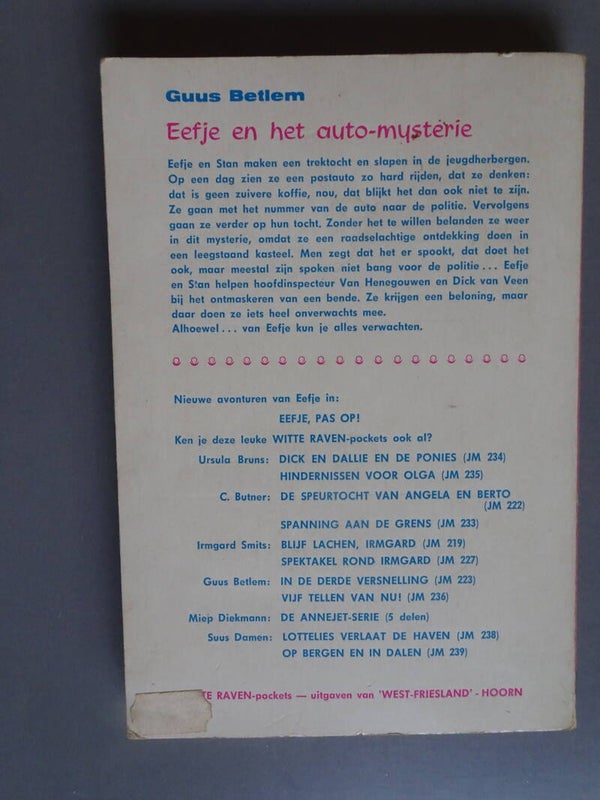 Guus Betlem
Eefje en het auto-mysterie
Eefje en Stan maken een trektocht en slapen in de jeugdherbergen.
Op een dag zien ze een postauto zo hard rijden, dat ze denken:
dat is geen zuivere koffie, nou, dat blijkt het dan ook niet te zijn.
Ze gaan met het nummer van de auto naar de politie. Vervolgens
gaan ze verder op hun tocht. Zonder het te willen belanden ze weer
in dit mysterie, omdat ze een raadselachtige ontdekking doen in
een leegstaand kasteel. Men zegt dat het er spookt, dat doet het
ook, maar meestal zijn spoken niet bang voor de politie... Eefje
en Stan helpen hoofdinspecteur Van Henegouwen en Dick van Veen
bij het ontmaskeren van een bende. Ze krijgen een beloning, maar
daar doen ze iets heel onverwachts mee.
Alhoewel... van Eefje kun je alles verwachten.
Nieuwe avonturen van Eefje in:
EEFJE, PAS OP!
Ken je deze leuke WITTE RAVEN-pockets ook al?
Ursula Bruns: DICK EN DALLIE EN DE PONIES (JM 234)
HINDERNISSEN VOOR OLGA (JM 235)
C. Butner: DE SPEURTOCHT VAN ANGELA EN BERTO
(JM 222)
SPANNING AAN DE GRENS (JM 233)
Irmgard Smits: BLIJF LACHEN, IRMGARD (JM 219)
SPEKTAKEL ROND IRMGARD (JM 227)
Guus Betlem: IN DE DERDE VERSNELLING (JM 223)
VIJF TELLEN VAN NU! (JM 236)
Miep Diekmann: DE ANNEJET-SERIE (5 delen)
Suus Damen: LOTTELIES VERLAAT DE HAVEN (JM 238)
OP BERGEN EN IN DALEN (JM 239)
TE RAVEN-pockets — uitgaven van 'WEST-FRIESLAND' - HOORN